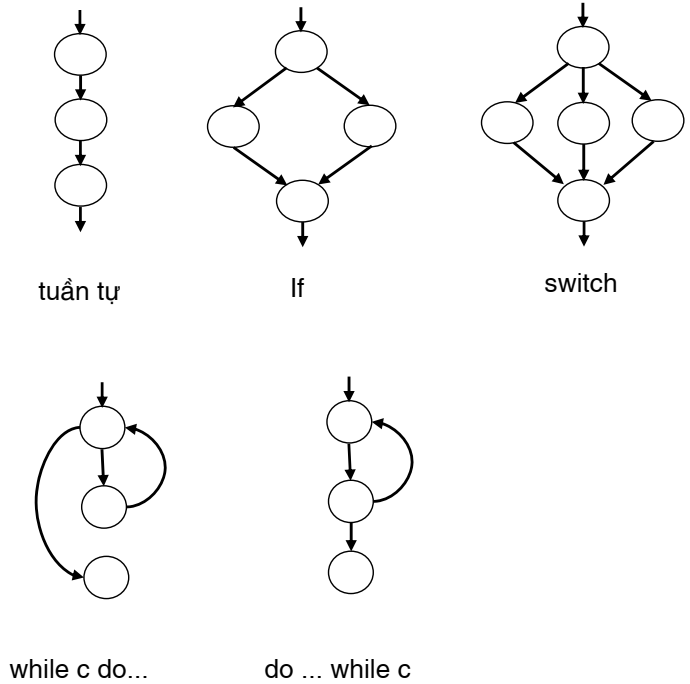 tuần tự
If
switch
while c do...
do ... while c